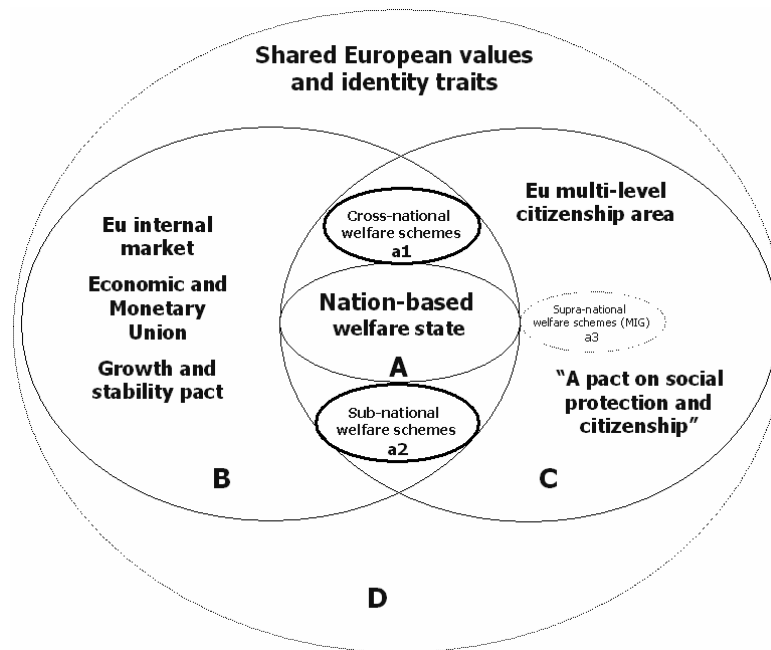 Shared European values
and identity traits
Eu internal
market
Economic and
Monetary
Union
Growth and
stability pact
B
Cross-national
welfare schemes
a1
Nation-based
welfare state
A
Sub-national
welfare schemes
a2
Eu multi-level
citizenship area
Supra-national
welfare schemes (MIG)
a3
“A pact on social
protection and
citizenship”
C
D